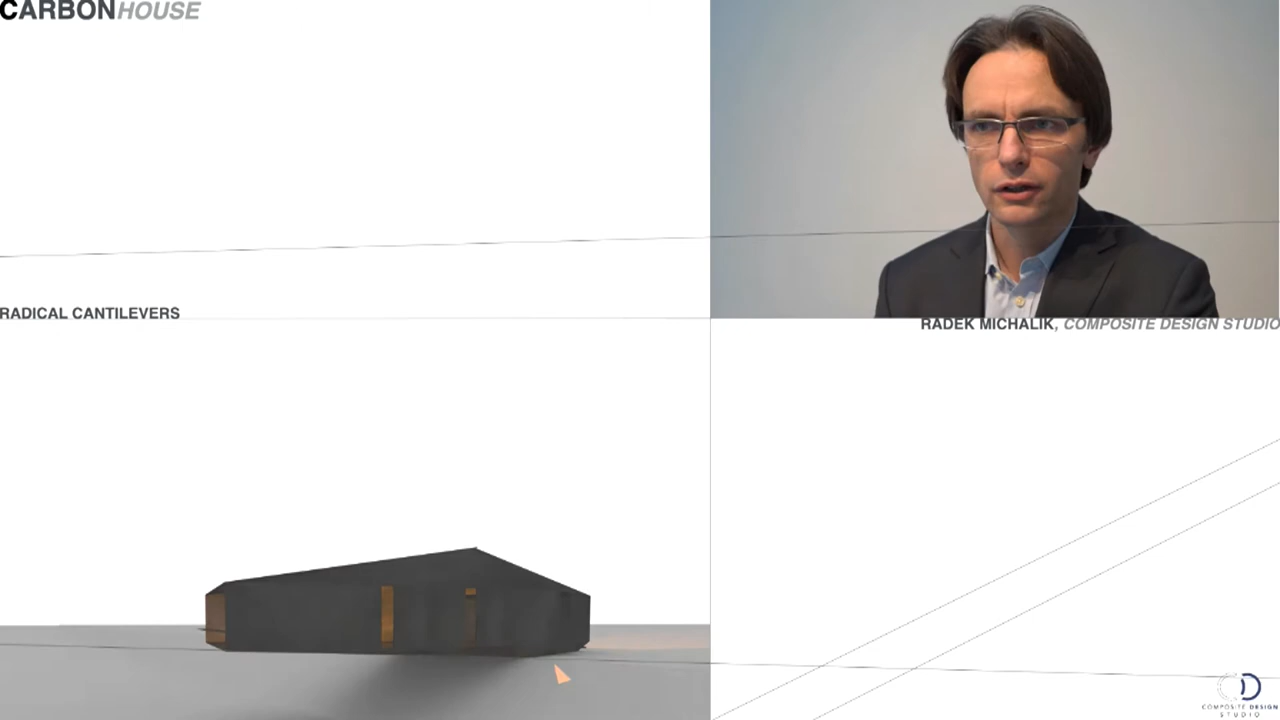 CARBONHOUSE
RADICAL CANTILEVERS
RADEK MICHALIK, COMPOSITE DESIGN STUDIO
COMPOSITE DESIGN
STUDIO